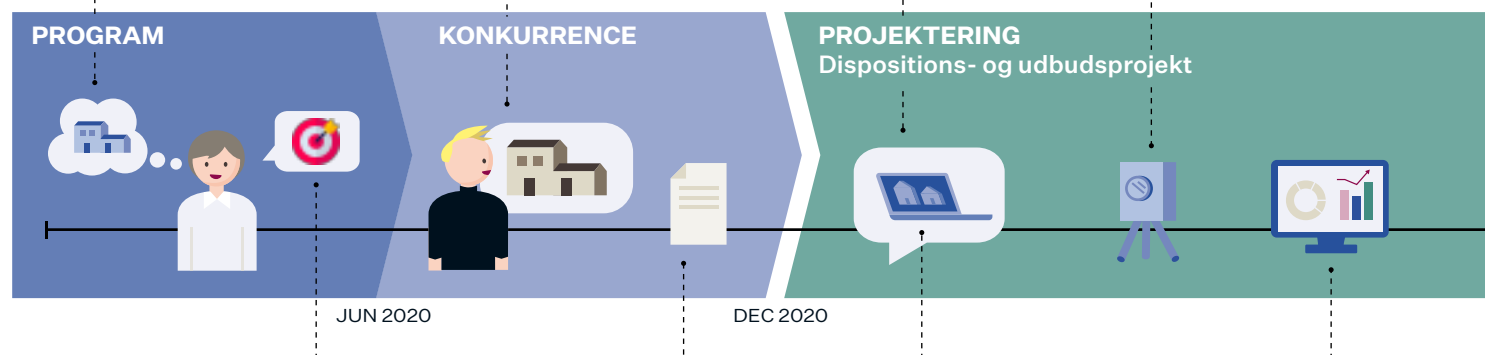 PROGRAM
KONKURRENCE
PROJEKTERING
Dispositions- og udbudsprojekt
JUN 2020
DEC 2020